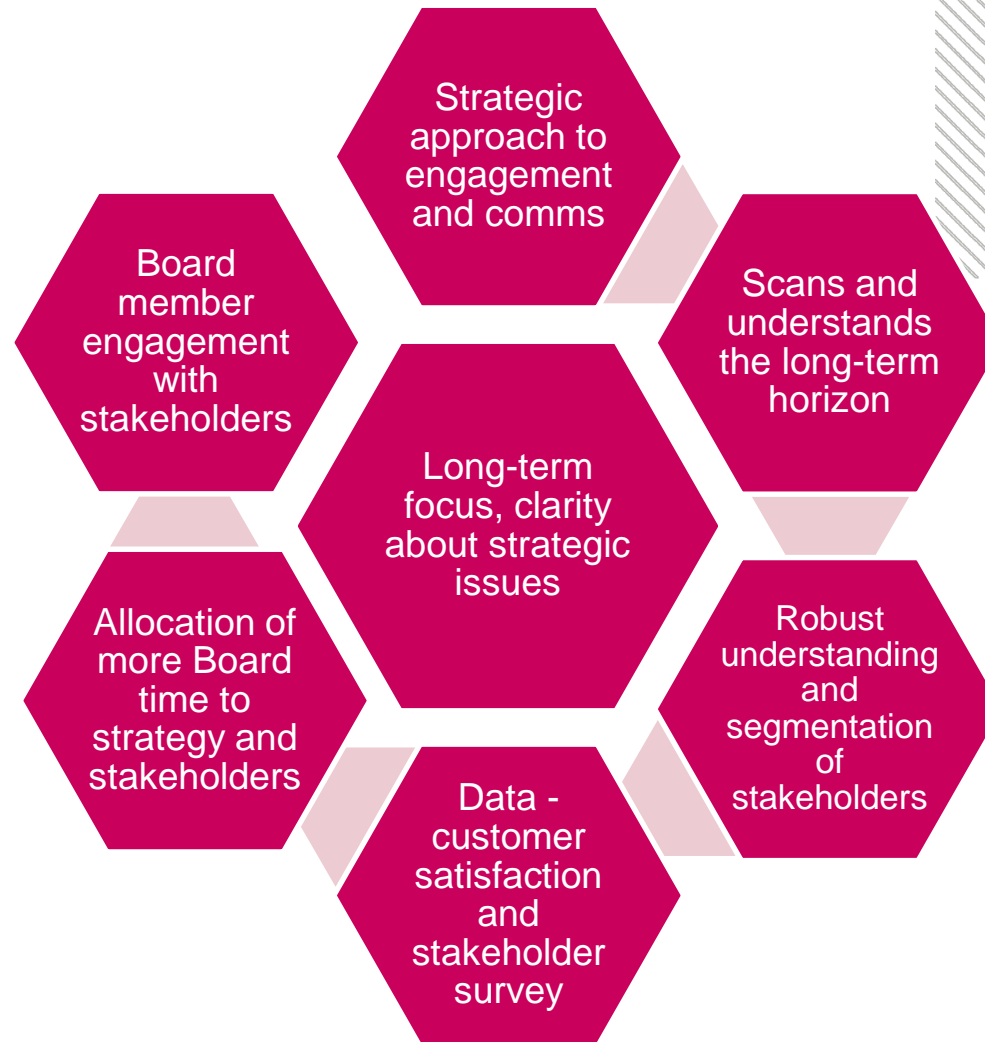 Strategic
approach to
engagement
and comms
Scans and
understands
the long-term
horizon
Robust
understanding
and
segmentation
of
stakeholders
Data -
customer
satisfaction
and
stakeholder
survey
Allocation of
more Board
time to
strategy and
stakeholders
Board
member
engagement
with
stakeholders
Long-term
focus, clarity
about strategic
issues